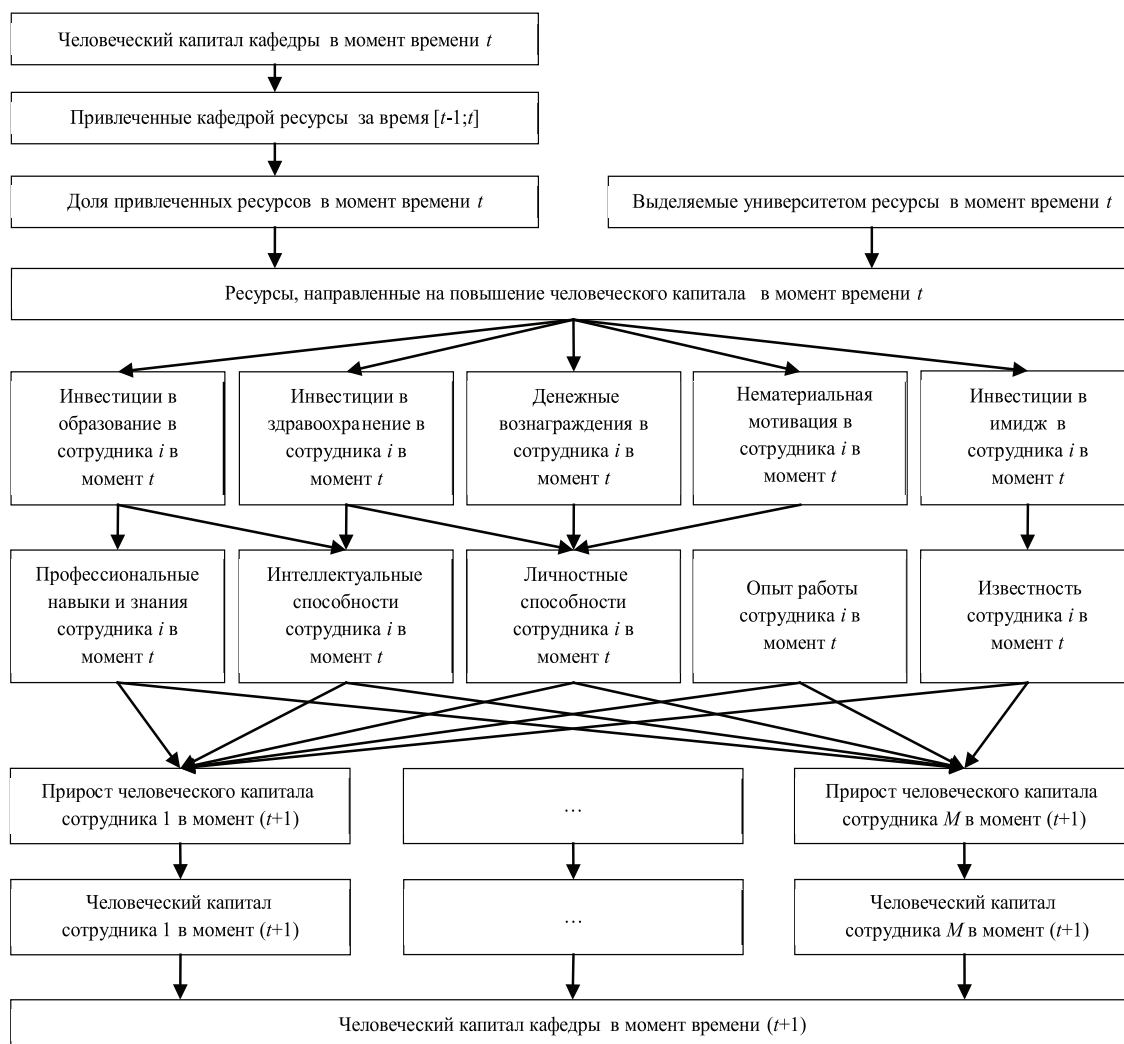 Человеческий капитал кафедры в момент времени t
Привлеченные кафедрой ресурсы за время [t-1;t]
Доля привлеченных ресурсов в момент времени t
Выделяемые университетом ресурсы в момент времени t
Ресурсы, направленные на повышение человеческого капитала в момент времени t
Инвестиции в
образование в
сотрудника i в
момент t
Инвестиции в
здравоохранение в
сотрудника i в
момент t
Денежные
вознаграждения в
сотрудника i в
момент t
Нематериальная
мотивация в
сотрудника i в
момент t
Инвестиции в
имидж в
сотрудника i в
момент t
Профессиональные
навыки и знания
сотрудника i в
момент t
Интеллектуальные
способности
сотрудника i в
момент t
Личностные
способности
сотрудника i в
момент t
Опыт работы
сотрудника i в
момент t
Известность
сотрудника i в
момент t
Прирост человеческого капитала
сотрудника 1 в момент (t+1)
…
Прирост человеческого капитала
сотрудника M в момент (t+1)
Человеческий капитал
сотрудника 1 в момент (t+1)
…
Человеческий капитал
сотрудника M в момент (t+1)
Человеческий капитал кафедры в момент времени (t+1)